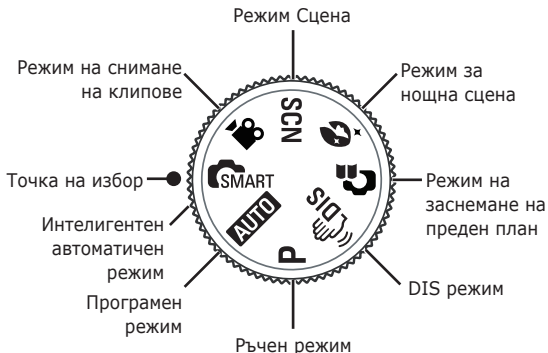 Режим Сцена
Режим на снимане
на клипове
Режим за
нощна сцена
SCN
Точка на избор
SMART
Режим на
заснемане на
преден план
AUTO
DIS
P
Интелигентен
автоматичен
режим
DIS режим
Програмен
режим
Ръчен режим